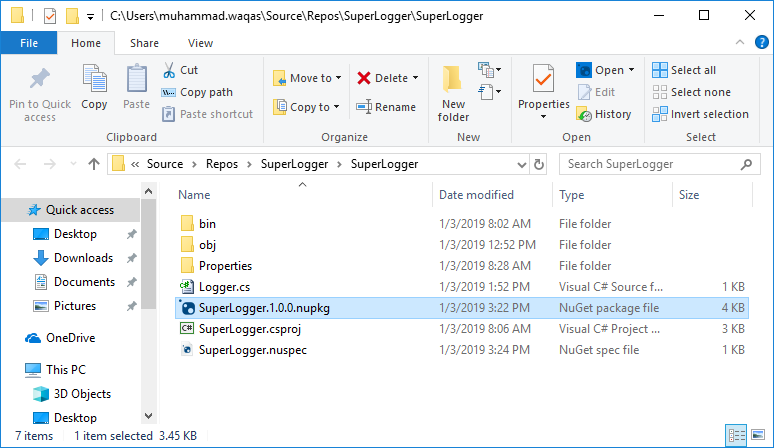 C:\Users\muhammad.waqas\Source\Repos\SuperLogger\SuperLogger
File Home Share View
Pin to Quick access
Copy
Paste
Cut
Copy path
Paste shortcut
Clipboard
Move to
Copy to
Delete
Rename
Organize
New folder
New
Properties
Open
Edit
History
Open
Select all
Select none
Invert selection
Select
« Source Repos SuperLogger SuperLogger
Search SuperLogger
Quick access
Desktop
Downloads
Documents
Pictures
OneDrive
This PC
3D Objects
Desktop
Name Date modified Type Size
bin 1/3/2019 8:02 AM File folder
obj 1/3/2019 12:52 PM File folder
Properties 1/3/2019 8:28 AM File folder
Logger.cs 1/3/2019 1:52 PM Visual C# Source f... 1 KB
SuperLogger.1.0.0.nupkg 1/3/2019 3:22 PM NuGet package file 4 KB
SuperLogger.csproj 1/3/2019 8:06 AM Visual C# Project ... 3 KB
SuperLogger.nuspec 1/3/2019 3:24 PM NuGet spec file 1 KB
7 items 1 item selected 3.45 KB